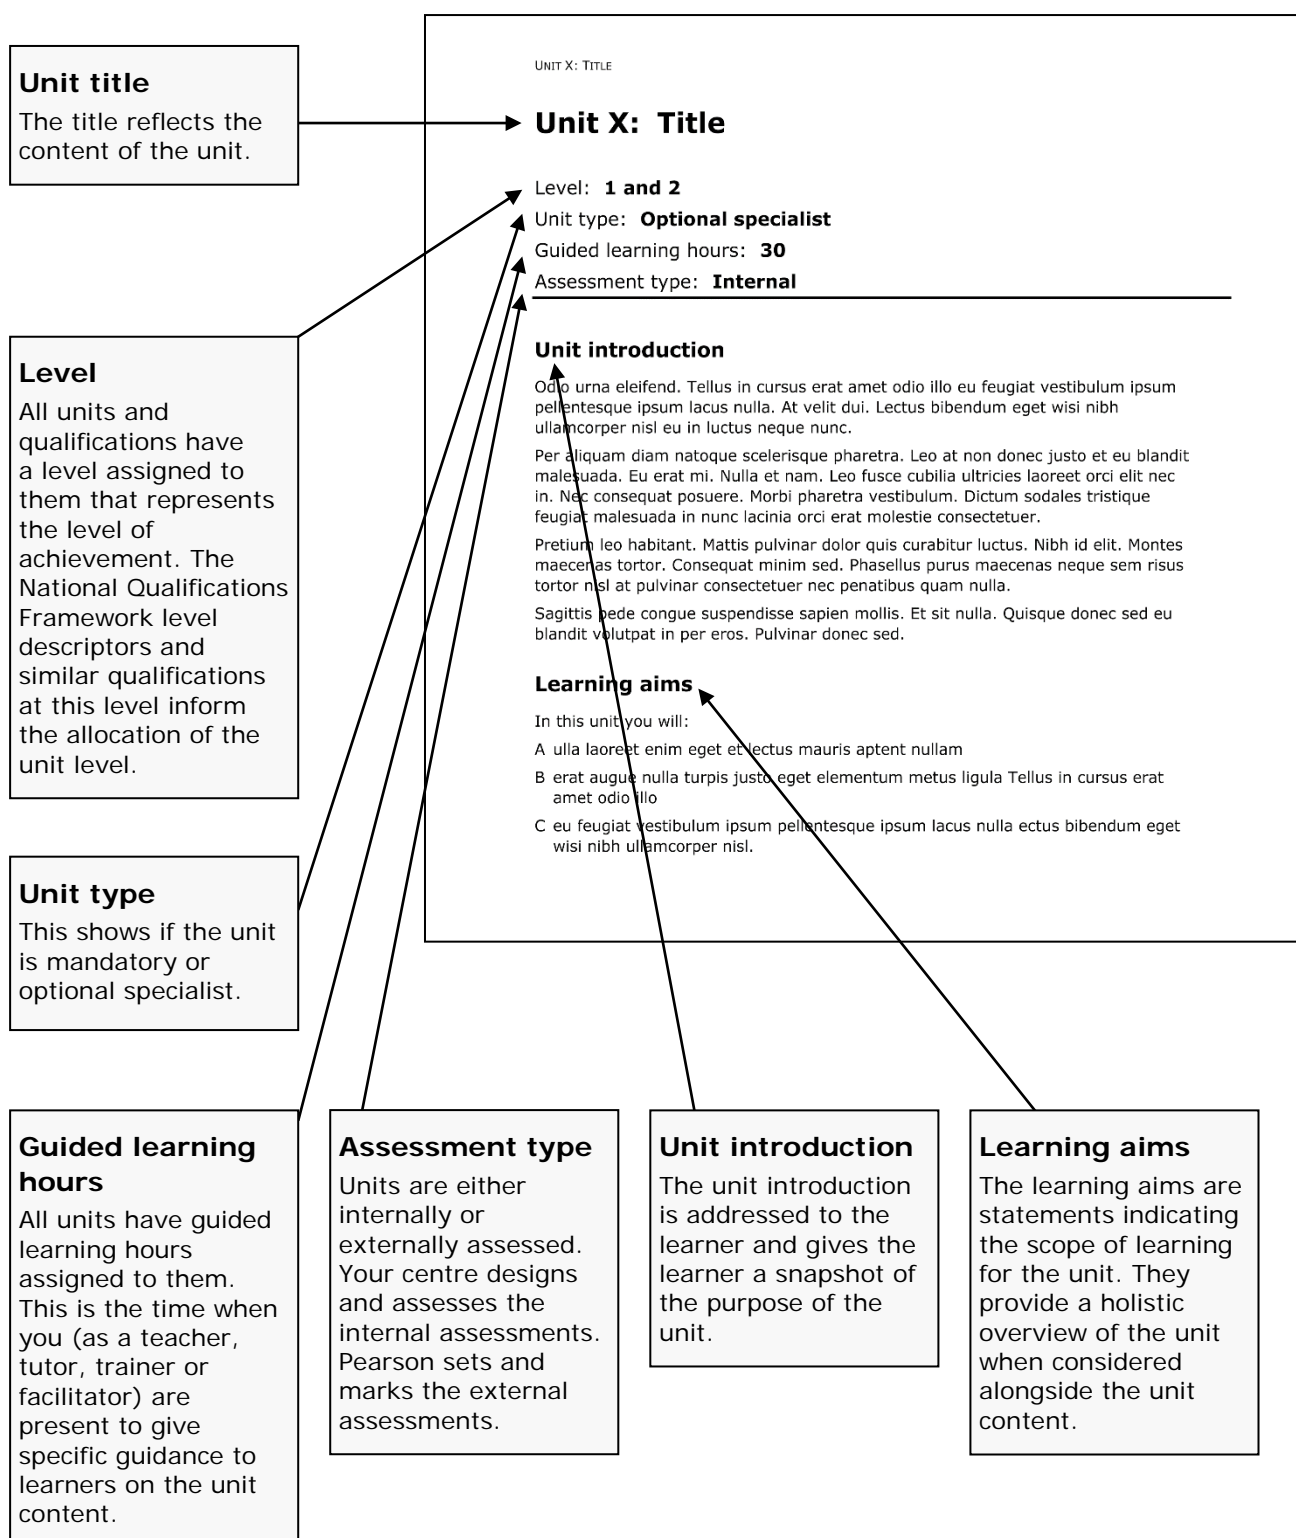 UNIT X: TITLE
Unit title
The title reflects the
content of the unit.
Unit X: Title
Level: 1 and 2
Unit type: Optional specialist
Guided learning hours: 30
Assessment type: Internal
Level
All units and
qualifications have
a level assigned to
them that represents
the level of
achievement. The
National Qualifications
Framework level
descriptors and
similar qualifications
at this level inform
the allocation of the
unit level.
Unit introduction
Odio urna eleifend. Tellus in cursus erat amet odio illo eu feugiat vestibulum ipsum
pellentesque ipsum lacus nulla. At velit dui. Lectus bibendum eget wisi nibh
ullamcorper nisl eu in luctus neque nunc.
Per aliquam diam natoque scelerisque pharetra. Leo at non donec justo et eu blandit
malesuada. Eu erat mi. Nulla et nam. Leo fusce cubilia ultricies laoreet orci elit nec
in. Nec consequat posuere. Morbi pharetra vestibulum. Dictum sodales tristique
feugiat malesuada in nunc lacinia orci erat molestie consectetuer.
Pretium leo habitant. Mattis pulvinar dolor quis curabitur luctus. Nibh id elit. Montes
maecenas tortor. Consequat minim sed. Phasellus purus maecenas neque sem risus
tortor nisl at pulvinar consectetuer nec penatibus quam nulla.
Sagittis pede congue suspendisse sapien mollis. Et sit nulla. Quisque donec sed eu
blandit volutpat in per eros. Pulvinar donec sed.
Learning aims
In this unit you will:
A ulla laoreet enim eget et lectus mauris aptent nullam
B erat augue nulla turpis justo eget elementum metus ligula Tellus in cursus erat
amet odio illo
C eu feugiat vestibulum ipsum pellentesque ipsum lacus nulla ectus bibendum eget
wisi nibh ullamcorper nisl.
Unit type
This shows if the unit
is mandatory or
optional specialist.
Guided learning
hours
All units have guided
learning hours
assigned to them.
This is the time when
you (as a teacher,
tutor, trainer or
facilitator) are
present to give
specific guidance to
learners on the unit
content.
Assessment type
Units are either
internally or
externally assessed.
Your centre designs
and assesses the
internal assessments.
Pearson sets and
marks the external
assessments.
Unit introduction
The unit introduction
is addressed to the
learner and gives the
learner a snapshot of
the purpose of the
unit.
Learning aims
The learning aims are
statements indicating
the scope of learning
for the unit. They
provide a holistic
overview of the unit
when considered
alongside the unit
content.